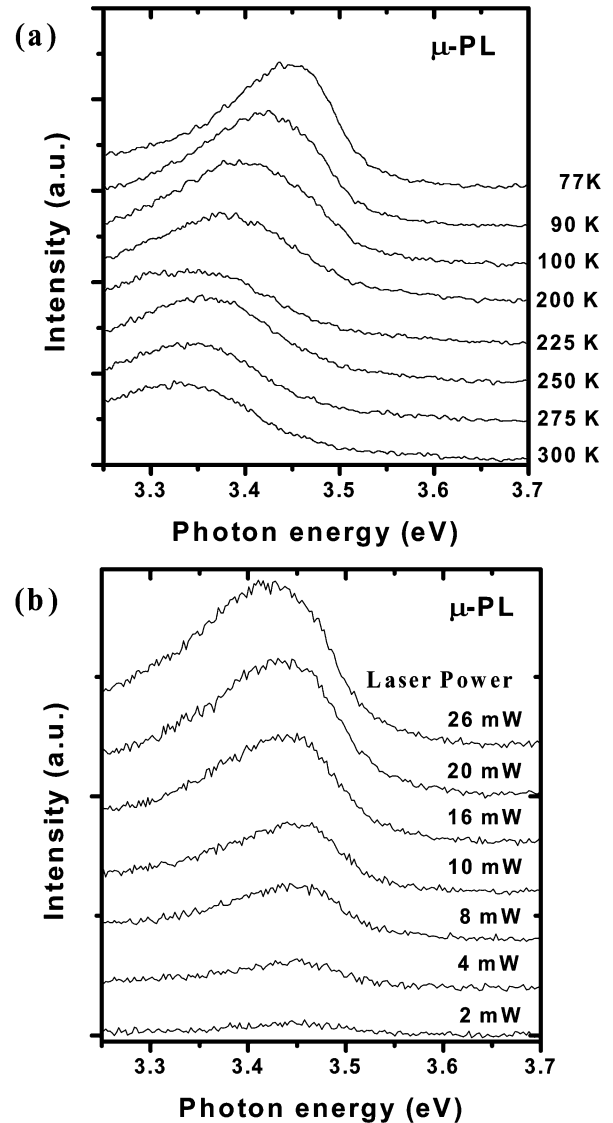 (a)
μ-PL
Intensity (a.u.)
77K
90 K
100 K
200 K
225 K
250 K
275 K
300 K
3.3 3.4 3.5 3.6 3.7
Photon energy (eV)
(b)
μ-PL
Laser Power
Intensity (a.u.)
26 mW
20 mW
16 mW
10 mW
8 mW
4 mW
2 mW
3.3 3.4 3.5 3.6 3.7
Photon energy (eV)